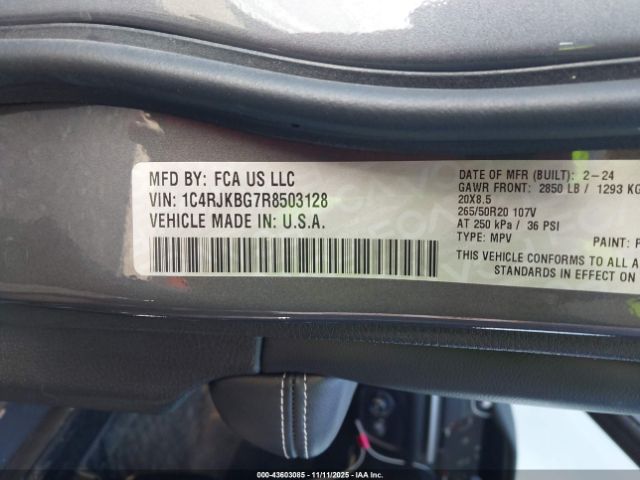 MFD BY: FCA US LLC
VIN: 1C4RJKBG7R8503128
VEHICLE MADE IN U.S.A.
DATE OF MFR (BUILT): 2-24
GAWR FRONT: 2850 LB / 1293 KG
20X8.5
265/50R20 107V
AT 250 kPa / 36 PSI
TYPE: MPV
PAINT:
THIS VEHICLE CONFORMS TO ALL A
STANDARDS IN EFFECT ON
000-43603085 - 11/11/2025 - IAA Inc.